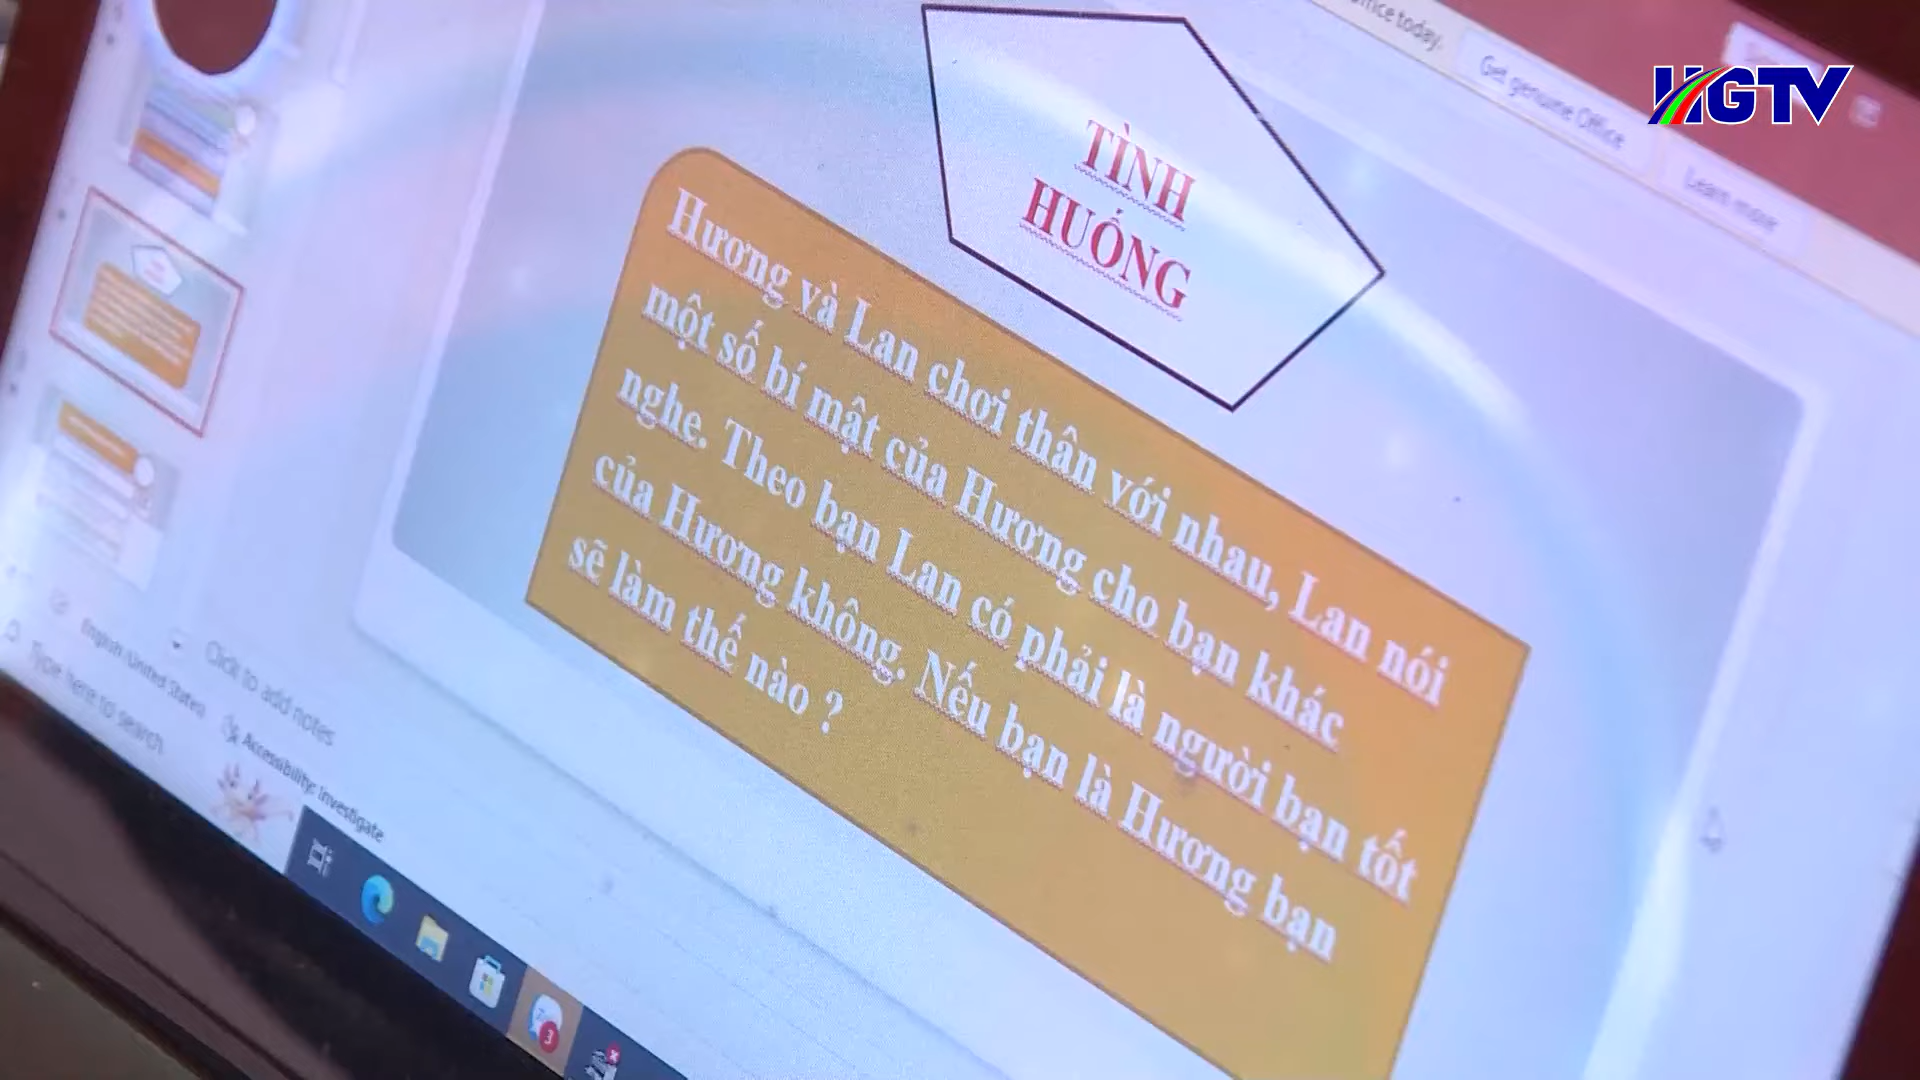 ffice today.
Get genuine Office
Learn more
HGTV
TÌNH
HUỐNG
Hương và Lan chơi thân với nhau, Lan nói
một số bí mật của Hương cho bạn khác
nghe. Theo bạn Lan có phải là người bạn tốt
của Hương không. Nếu bạn là Hương bạn
sẽ làm thế nào ?
Click to add notes
English (United States)
Accessibility: Investigate
Type here to search
3